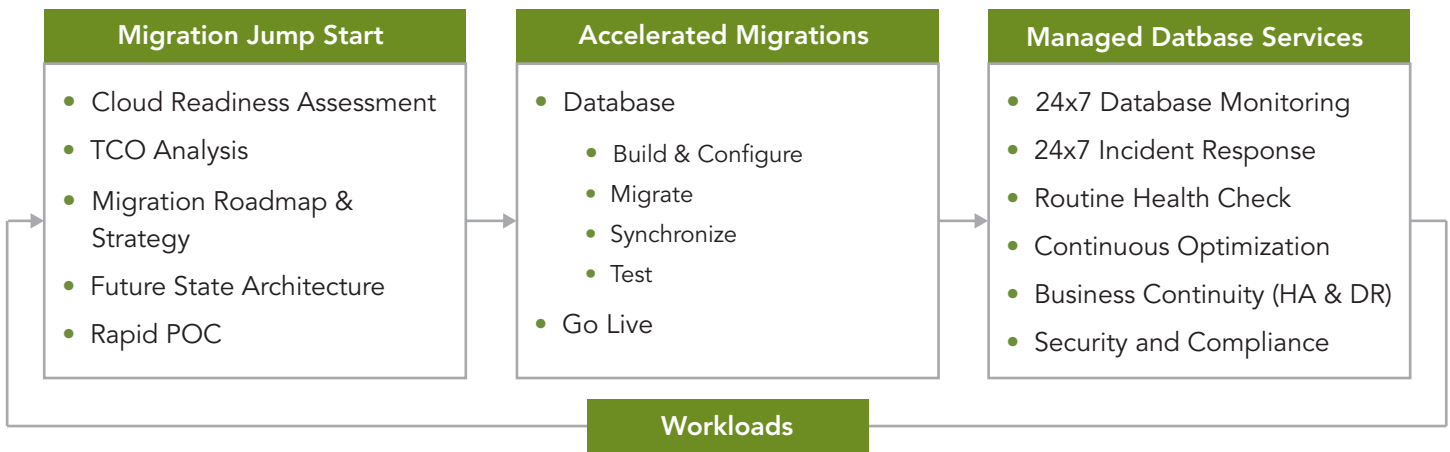 Migration Jump Start
Cloud Readiness Assessment
TCO Analysis
Migration Roadmap &
Strategy
Future State Architecture
Rapid POC
Accelerated Migrations
Database
Build & Configure
Migrate
Synchronize
Test
Go Live
Managed Datbase Services
24x7 Database Monitoring
24x7 Incident Response
Routine Health Check
Continuous Optimization
Business Continuity (HA & DR)
Security and Compliance
Workloads